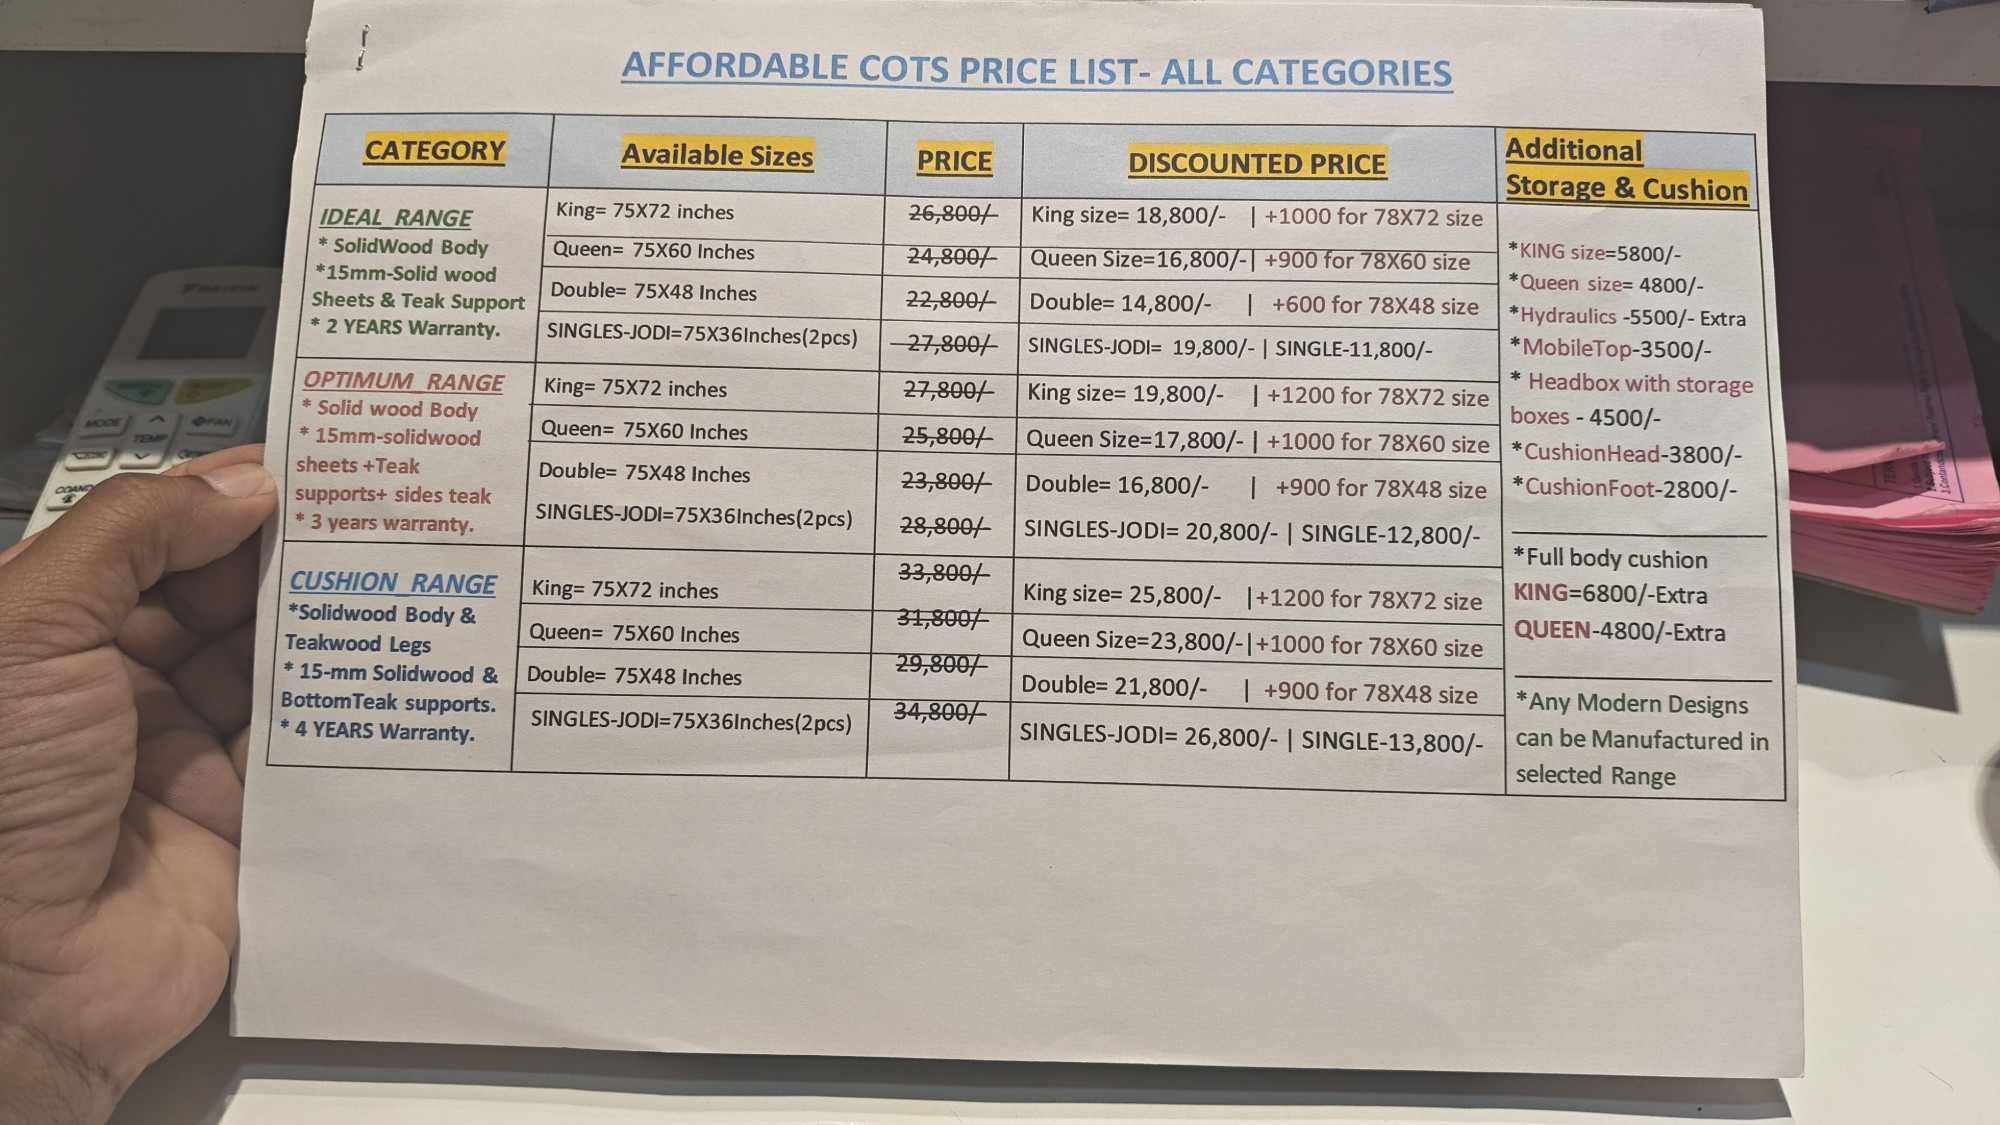 AFFORDABLE COTS PRICE LIST- ALL CATEGORIES
CATEGORY
Available Sizes
PRICE
DISCOUNTED PRICE
Additional
Storage & Cushion
IDEAL RANGE
* SolidWood Body
*15mm-Solid wood
Sheets & Teak Support
* 2 YEARS Warranty.
King= 75X72 inches
26,800/-
King size= 18,800/- | +1000 for 78X72 size
Queen= 75X60 Inches
24,800/-
Queen Size=16,800/-| +900 for 78X60 size
Double= 75X48 Inches
22,800/-
Double= 14,800/- | +600 for 78X48 size
SINGLES-JODI=75X36Inches(2pcs)
27,800/-
SINGLES-JODI= 19,800/- | SINGLE-11,800/-
OPTIMUM RANGE
* Solid wood Body
* 15mm-solidwood
sheets +Teak
supports+ sides teak
* 3 years warranty.
King= 75X72 inches
27,800/-
King size= 19,800/- | +1200 for 78X72 size
Queen= 75X60 Inches
25,800/-
Queen Size=17,800/- | +1000 for 78X60 size
Double= 75X48 Inches
23,800/-
Double= 16,800/- | +900 for 78X48 size
SINGLES-JODI=75X36Inches(2pcs)
28,800/-
SINGLES-JODI= 20,800/- | SINGLE-12,800/-
CUSHION RANGE
*Solidwood Body &
Teakwood Legs
* 15-mm Solidwood &
BottomTeak supports.
* 4 YEARS Warranty.
King= 75X72 inches
33,800/-
King size= 25,800/- |+1200 for 78X72 size
Queen= 75X60 Inches
31,800/-
Queen Size=23,800/-|+1000 for 78X60 size
Double= 75X48 Inches
29,800/-
Double= 21,800/- | +900 for 78X48 size
SINGLES-JODI=75X36Inches(2pcs)
34,800/-
SINGLES-JODI= 26,800/- | SINGLE-13,800/-
*KING size=5800/-
*Queen size= 4800/-
*Hydraulics -5500/- Extra
*MobileTop-3500/-
* Headbox with storage
boxes - 4500/-
*CushionHead-3800/-
*CushionFoot-2800/-
*Full body cushion
KING=6800/-Extra
QUEEN-4800/-Extra
*Any Modern Designs
can be Manufactured in
selected Range
DAIKIN
MODE
FAN
TEMP